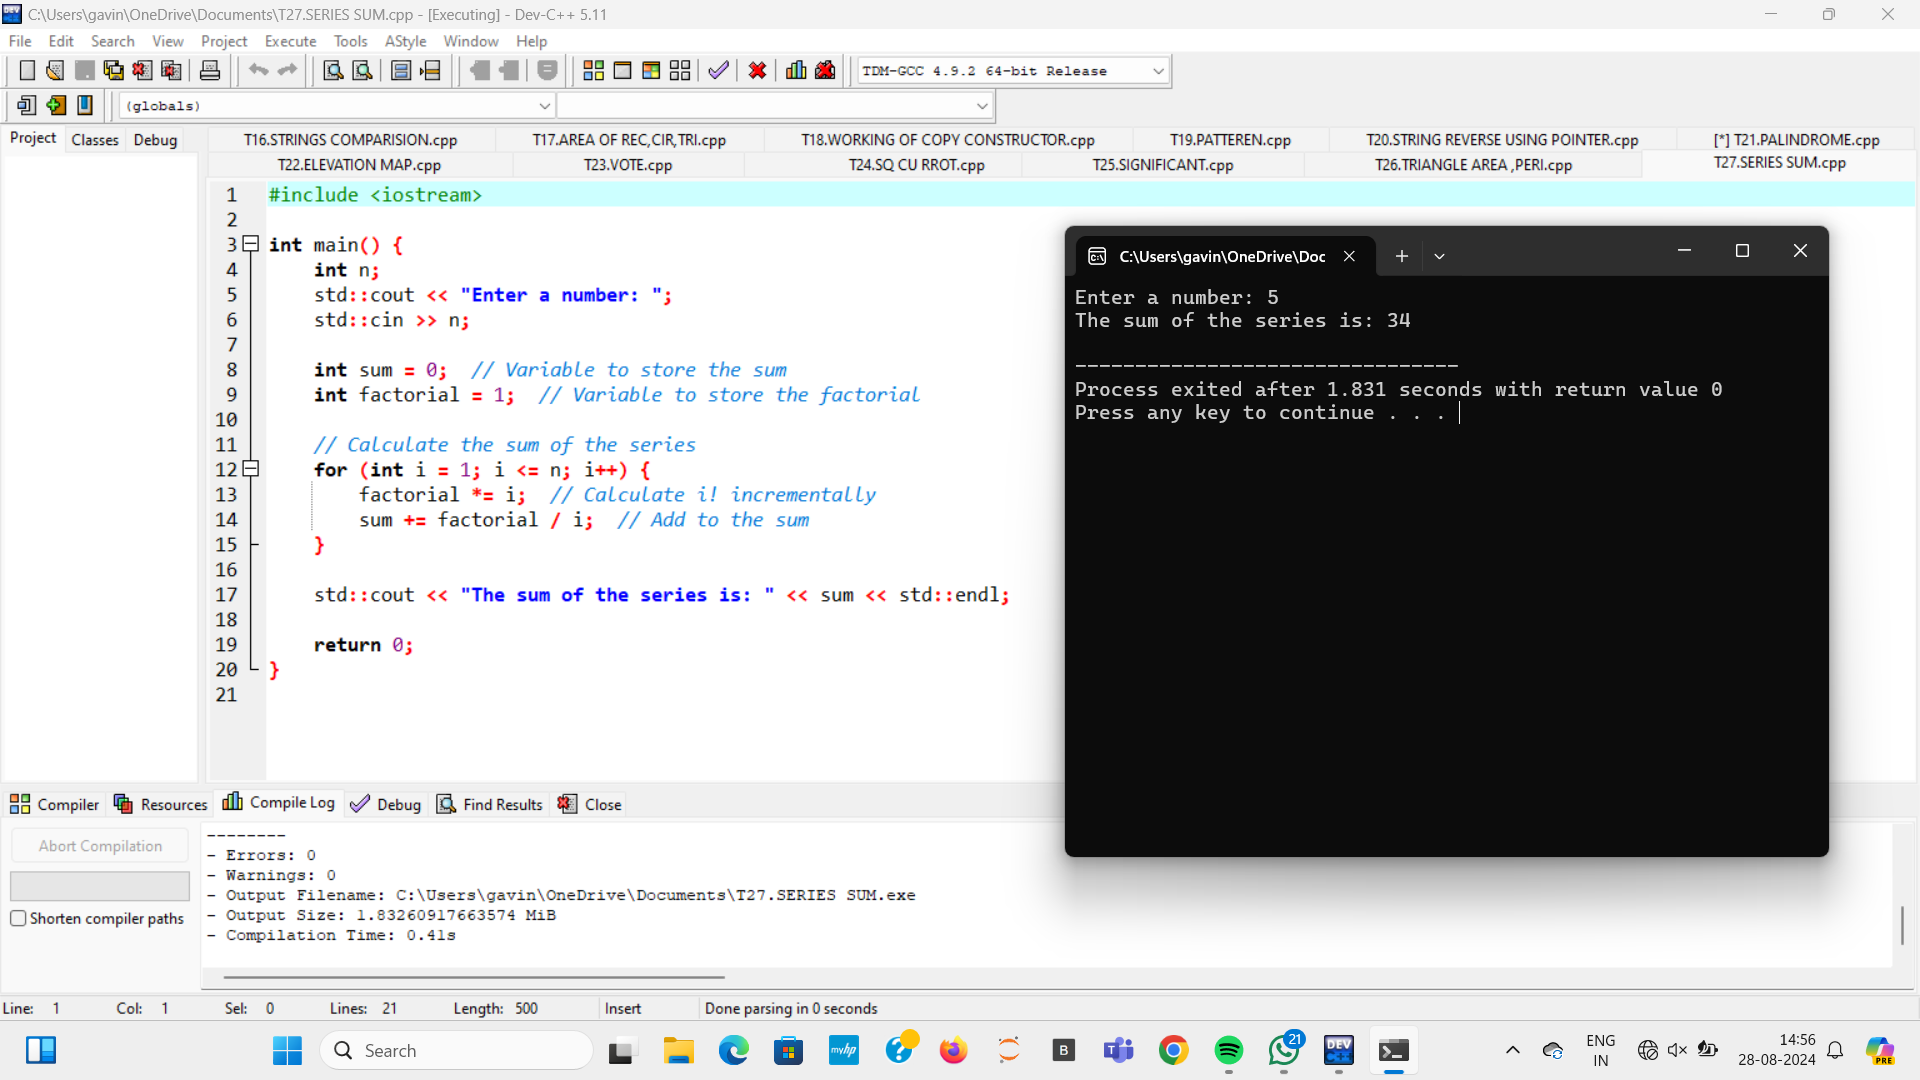 C:\Users\gavin\OneDrive\Documents\T27.SERIES SUM.cpp - [Executing] - Dev-C++ 5.11
File Edit Search View Project Execute Tools AStyle Window Help
TDM-GCC 4.9.2 64-bit Release
(globals)
Project Classes Debug
T16.STRINGS COMPARISION.cpp T17.AREA OF REC,CIR,TRI.cpp T18.WORKING OF COPY CONSTRUCTOR.cpp T19.PATTEREN.cpp T20.STRING REVERSE USING POINTER.cpp [*] T21.PALINDROME.cpp
T22.ELEVATION MAP.cpp T23.VOTE.cpp T24.SQ CU RROT.cpp T25.SIGNIFICANT.cpp T26.TRIANGLE AREA ,PERI.cpp T27.SERIES SUM.cpp
1 #include <iostream>
2
3 int main() {
4 int n;
5 std::cout << "Enter a number: ";
6 std::cin >> n;
7
8 int sum = 0; // Variable to store the sum
9 int factorial = 1; // Variable to store the factorial
10
11 // Calculate the sum of the series
12 for (int i = 1; i <= n; i++) {
13 factorial *= i; // Calculate i! incrementally
14 sum += factorial / i; // Add to the sum
15 }
16
17 std::cout << "The sum of the series is: " << sum << std::endl;
18
19 return 0;
20 }
21
C:\Users\gavin\OneDrive\Doc
Enter a number: 5
The sum of the series is: 34
--------------------------------
Process exited after 1.831 seconds with return value 0
Press any key to continue . . .
Compiler Resources Compile Log Debug Find Results Close
Abort Compilation
Shorten compiler paths
--------
- Errors: 0
- Warnings: 0
- Output Filename: C:\Users\gavin\OneDrive\Documents\T27.SERIES SUM.exe
- Output Size: 1.83260917663574 MiB
- Compilation Time: 0.41s
Line: 1 Col: 1 Sel: 0 Lines: 21 Length: 500 Insert Done parsing in 0 seconds
Search
myhp
B
21
DEV
C++
ENG
IN
14:56
28-08-2024
PRE